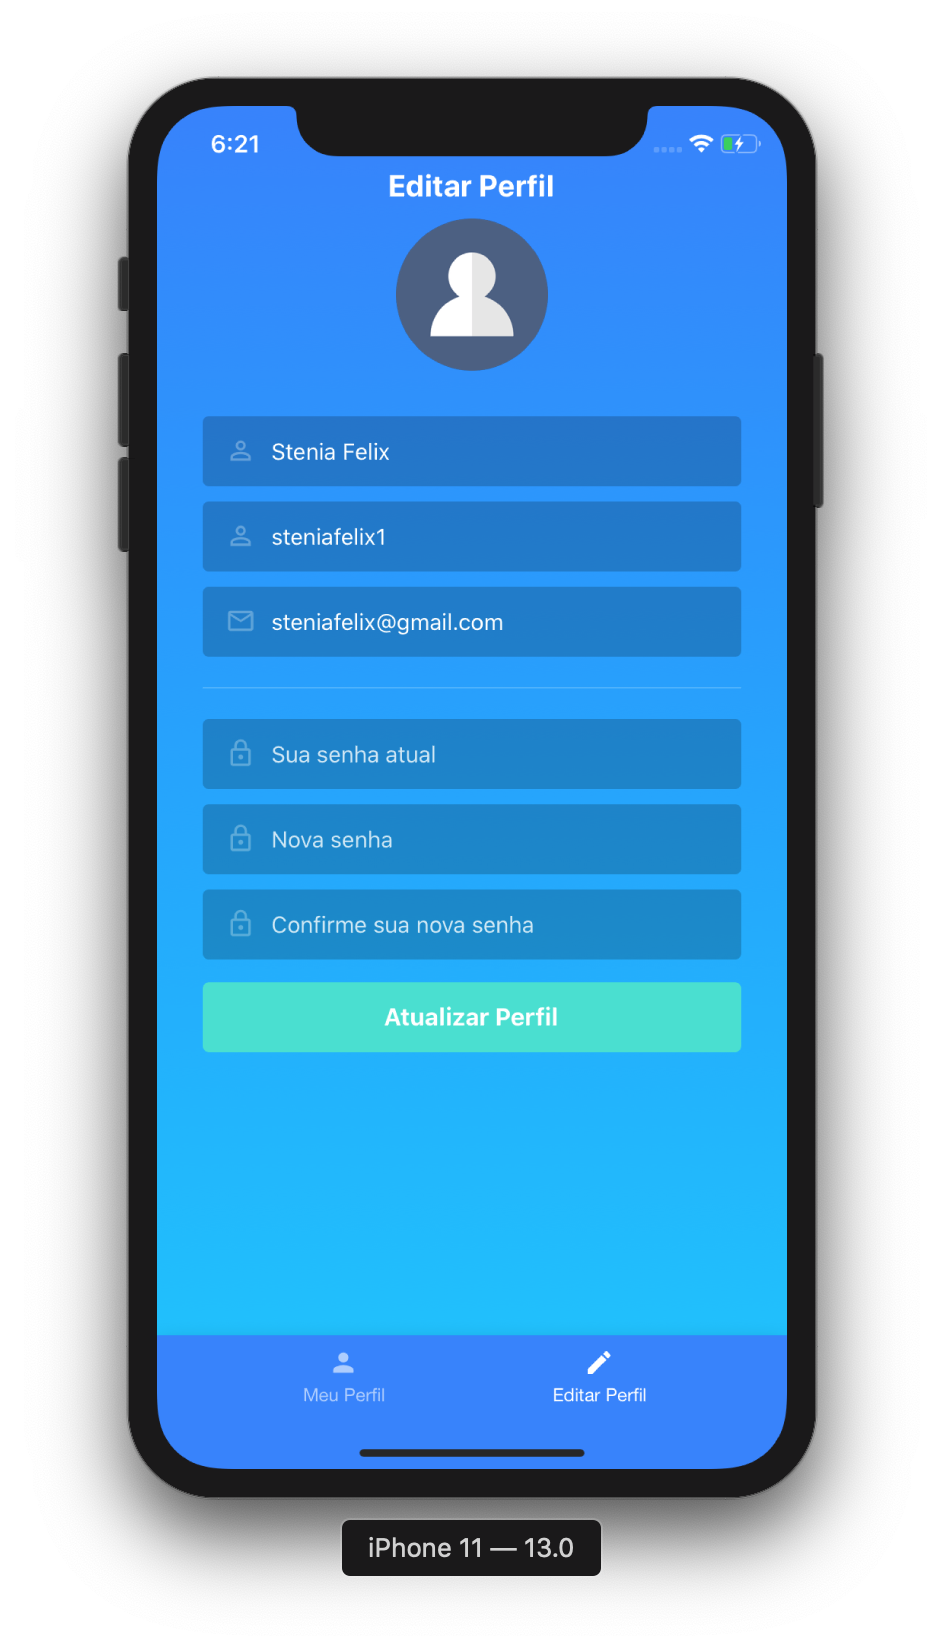 6:21
Editar Perfil
Stenia Felix
steniafelix1
steniafelix@gmail.com
Sua senha atual
Nova senha
Confirme sua nova senha
Atualizar Perfil
Meu Perfil
Editar Perfil
iPhone 11 — 13.0